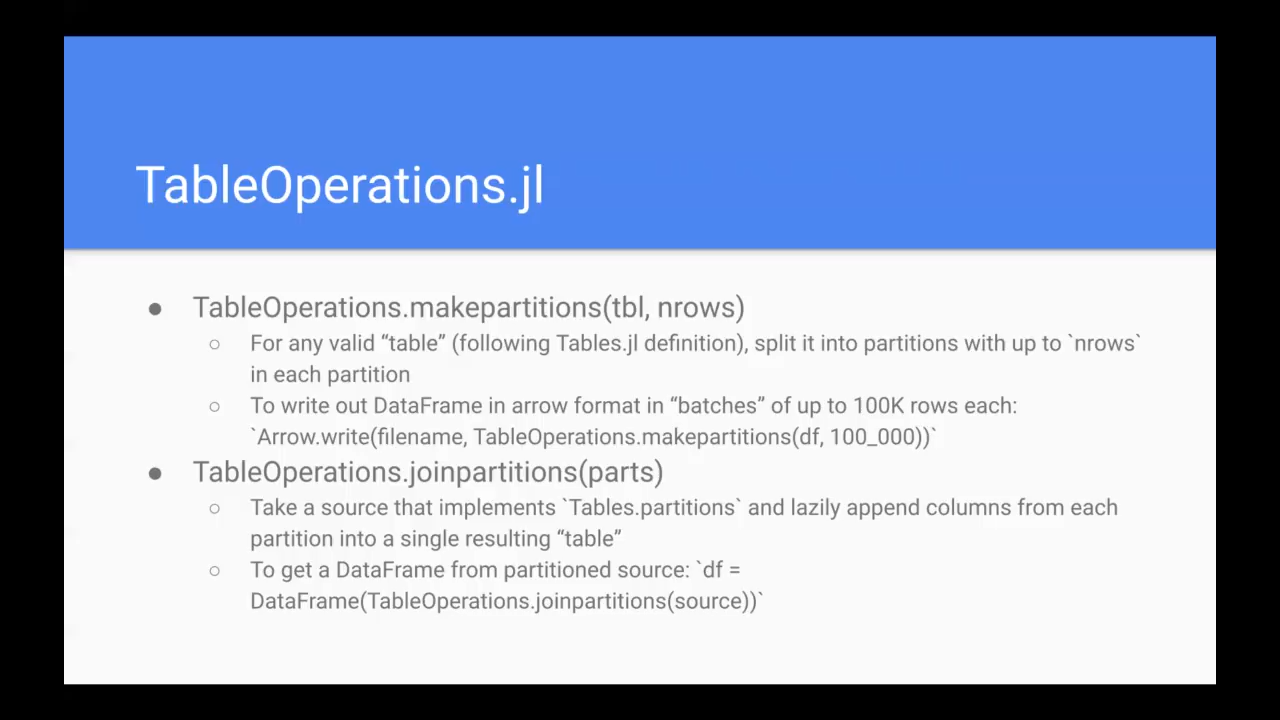 TableOperations.jl
● TableOperations.makepartitions(tbl, nrows)
○ For any valid “table” (following Tables.jl definition), split it into partitions with up to `nrows`
in each partition
○ To write out DataFrame in arrow format in “batches” of up to 100K rows each:
`Arrow.write(filename, TableOperations.makepartitions(df, 100_000))`
● TableOperations.joinpartitions(parts)
○ Take a source that implements `Tables.partitions` and lazily append columns from each
partition into a single resulting “table”
○ To get a DataFrame from partitioned source: `df =
DataFrame(TableOperations.joinpartitions(source))`